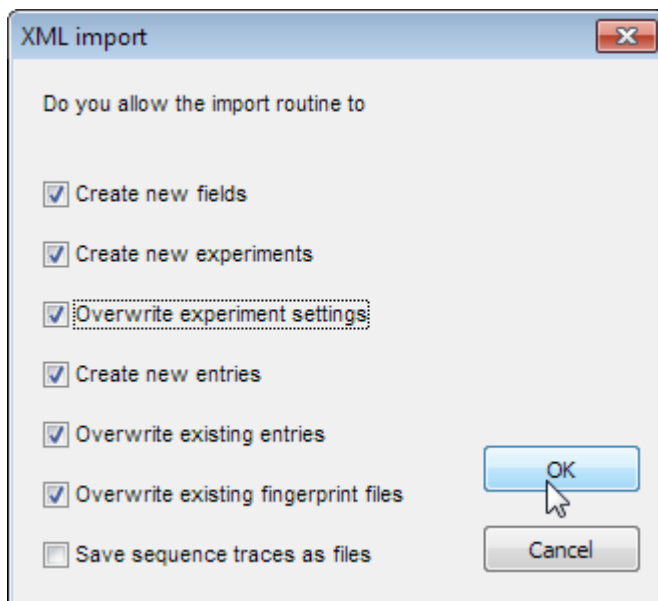 XML import
Do you allow the import routine to
Create new fields
Create new experiments
Overwrite experiment settings
Create new entries
Overwrite existing entries
Overwrite existing fingerprint files
Save sequence traces as files
OK
Cancel